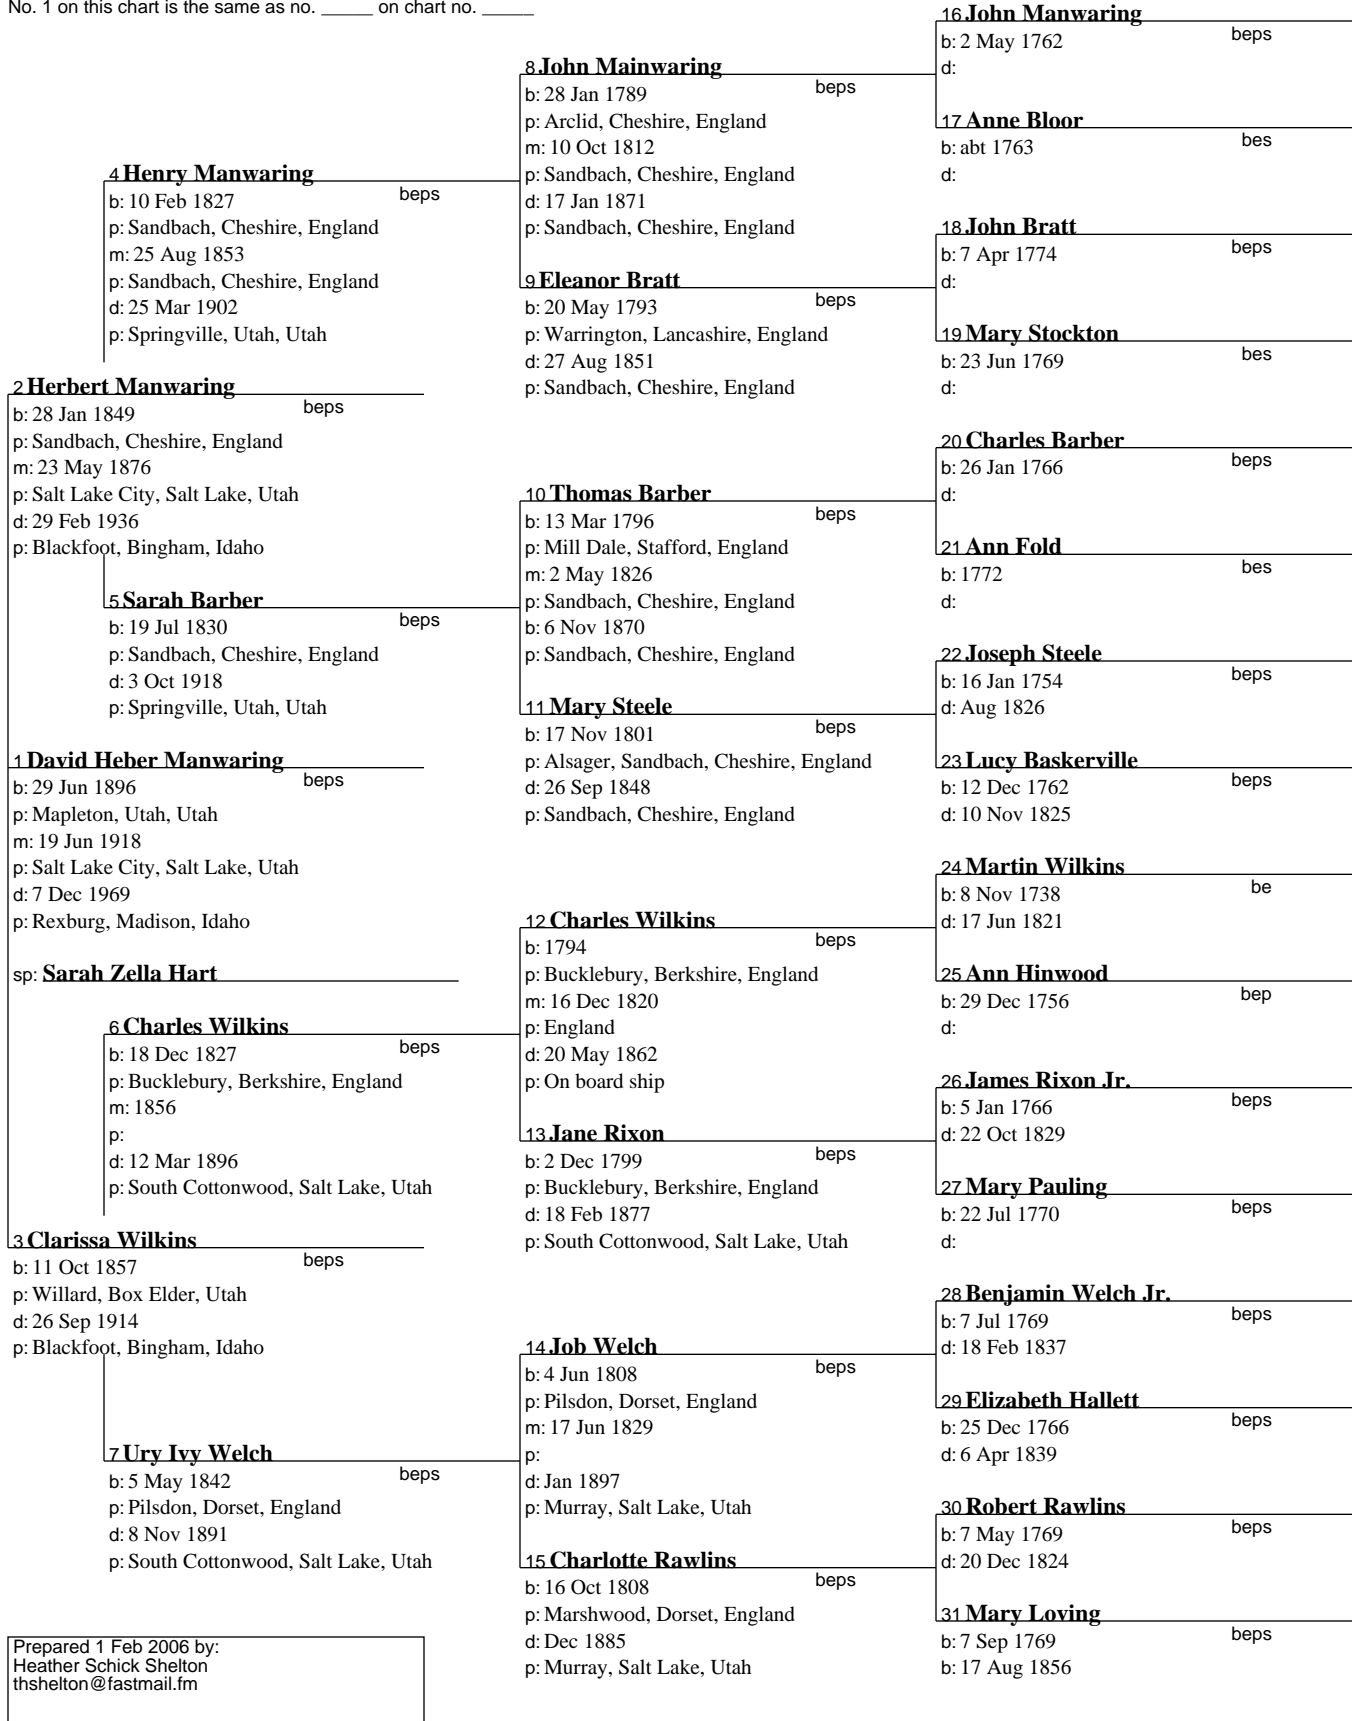 No. 1 on this chart is the same as no. _____ on chart no. _____
2 Herbert Manwaring
beps
b: 28 Jan 1849
p: Sandbach, Cheshire, England
m: 23 May 1876
p: Salt Lake City, Salt Lake, Utah
d: 29 Feb 1936
p: Blackfoot, Bingham, Idaho
1 David Heber Manwaring
beps
b: 29 Jun 1896
p: Mapleton, Utah, Utah
m: 19 Jun 1918
p: Salt Lake City, Salt Lake, Utah
d: 7 Dec 1969
p: Rexburg, Madison, Idaho
sp: Sarah Zella Hart
3 Clarissa Wilkins
beps
b: 11 Oct 1857
p: Willard, Box Elder, Utah
d: 26 Sep 1914
p: Blackfoot, Bingham, Idaho
4 Henry Manwaring
beps
b: 10 Feb 1827
p: Sandbach, Cheshire, England
m: 25 Aug 1853
p: Sandbach, Cheshire, England
d: 25 Mar 1902
p: Springville, Utah, Utah
5 Sarah Barber
beps
b: 19 Jul 1830
p: Sandbach, Cheshire, England
d: 3 Oct 1918
p: Springville, Utah, Utah
6 Charles Wilkins
beps
b: 18 Dec 1827
p: Bucklebury, Berkshire, England
m: 1856
p:
d: 12 Mar 1896
p: South Cottonwood, Salt Lake, Utah
7 Ury Ivy Welch
beps
b: 5 May 1842
p: Pilsdon, Dorset, England
d: 8 Nov 1891
p: South Cottonwood, Salt Lake, Utah
8 John Mainwaring
beps
b: 28 Jan 1789
p: Arclid, Cheshire, England
m: 10 Oct 1812
p: Sandbach, Cheshire, England
d: 17 Jan 1871
p: Sandbach, Cheshire, England
9 Eleanor Bratt
beps
b: 20 May 1793
p: Warrington, Lancashire, England
d: 27 Aug 1851
p: Sandbach, Cheshire, England
10 Thomas Barber
beps
b: 13 Mar 1796
p: Mill Dale, Stafford, England
m: 2 May 1826
p: Sandbach, Cheshire, England
b: 6 Nov 1870
p: Sandbach, Cheshire, England
11 Mary Steele
beps
b: 17 Nov 1801
p: Alsager, Sandbach, Cheshire, England
d: 26 Sep 1848
p: Sandbach, Cheshire, England
12 Charles Wilkins
beps
b: 1794
p: Bucklebury, Berkshire, England
m: 16 Dec 1820
p: England
d: 20 May 1862
p: On board ship
13 Jane Rixon
beps
b: 2 Dec 1799
p: Bucklebury, Berkshire, England
d: 18 Feb 1877
p: South Cottonwood, Salt Lake, Utah
14 Job Welch
beps
b: 4 Jun 1808
p: Pilsdon, Dorset, England
m: 17 Jun 1829
p:
d: Jan 1897
p: Murray, Salt Lake, Utah
15 Charlotte Rawlins
beps
b: 16 Oct 1808
p: Marshwood, Dorset, England
d: Dec 1885
p: Murray, Salt Lake, Utah
16 John Manwaring
beps
b: 2 May 1762
d:
17 Anne Bloor
bes
b: abt 1763
d:
18 John Bratt
beps
b: 7 Apr 1774
d:
19 Mary Stockton
bes
b: 23 Jun 1769
d:
20 Charles Barber
beps
b: 26 Jan 1766
d:
21 Ann Fold
bes
b: 1772
d:
22 Joseph Steele
beps
b: 16 Jan 1754
d: Aug 1826
23 Lucy Baskerville
beps
b: 12 Dec 1762
d: 10 Nov 1825
24 Martin Wilkins
be
b: 8 Nov 1738
d: 17 Jun 1821
25 Ann Hinwood
bep
b: 29 Dec 1756
d:
26 James Rixon Jr.
beps
b: 5 Jan 1766
d: 22 Oct 1829
27 Mary Pauling
beps
b: 22 Jul 1770
d:
28 Benjamin Welch Jr.
beps
b: 7 Jul 1769
d: 18 Feb 1837
29 Elizabeth Hallett
beps
b: 25 Dec 1766
d: 6 Apr 1839
30 Robert Rawlins
beps
b: 7 May 1769
d: 20 Dec 1824
31 Mary Loving
beps
b: 7 Sep 1769
b: 17 Aug 1856
Prepared 1 Feb 2006 by:
Heather Schick Shelton
thshelton@fastmail.fm